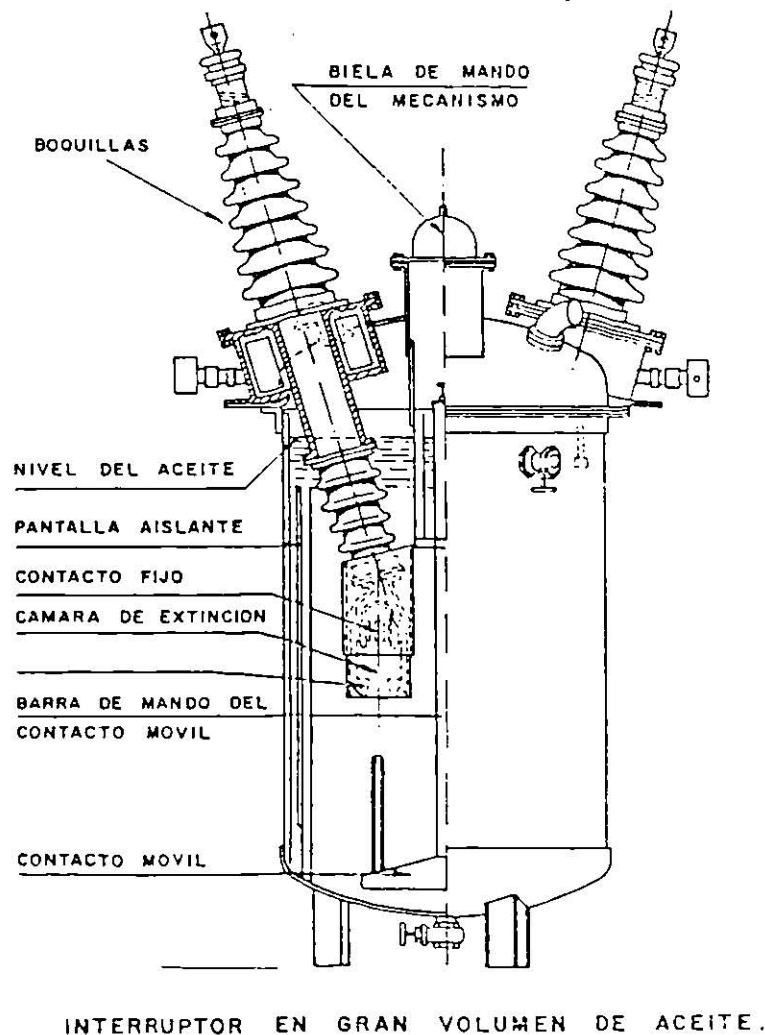 BIELA DE MANDO
DEL MECANISMO
BOQUILLAS
NIVEL DEL ACEITE
PANTALLA AISLANTE
CONTACTO FIJO
CAMARA DE EXTINCION
BARRA DE MANDO DEL
CONTACTO MOVIL
CONTACTO MOVIL
INTERRUPTOR EN GRAN VOLUMEN DE ACEITE.